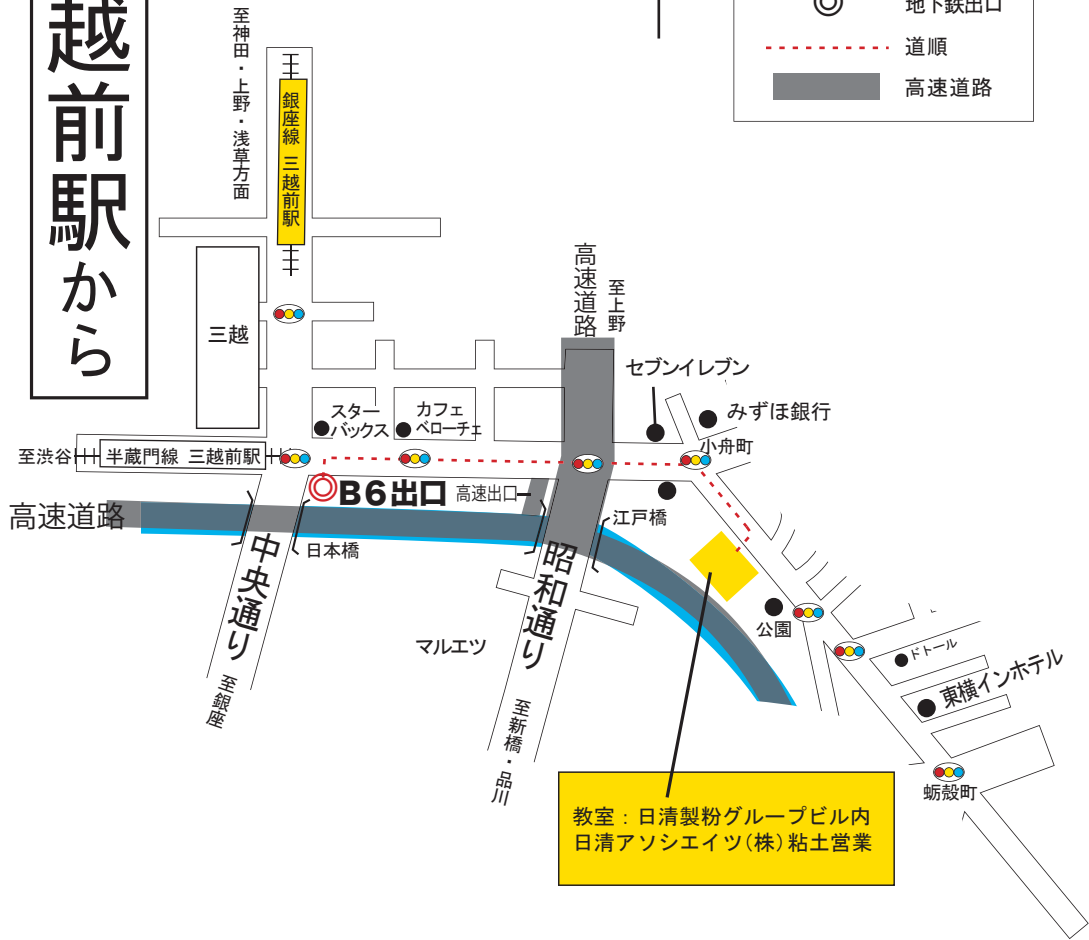 越前駅から
至神田・上野・浅草方面
銀座線 三越前駅
地下鉄出口
道順
高速道路
三越
高速道路
至上野
セブンイレブン
みずほ銀行
小舟町
スター
バックス
カフェ
ベローチェ
至渋谷
半蔵門線 三越前駅
B6出口
高速出口
高速道路
日本橋
江戸橋
中央通り
至銀座
昭和通り
至新橋・品川
マルエツ
公園
ドトール
東横インホテル
蛎殻町
教室：日清製粉グループビル内
日清アソシエイツ(株)粘土営業